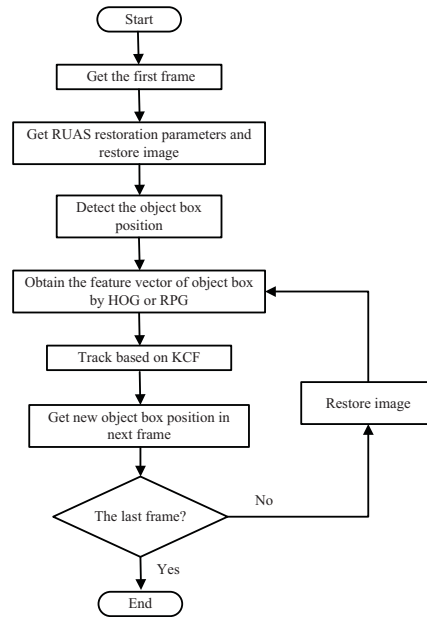 Start
Get the first frame
Get RUAS restoration parameters and
restore image
Detect the object box
position
Obtain the feature vector of object box
by HOG or RPG
Track based on KCF
Restore image
Get new object box position in
next frame
The last frame?
No
Yes
End